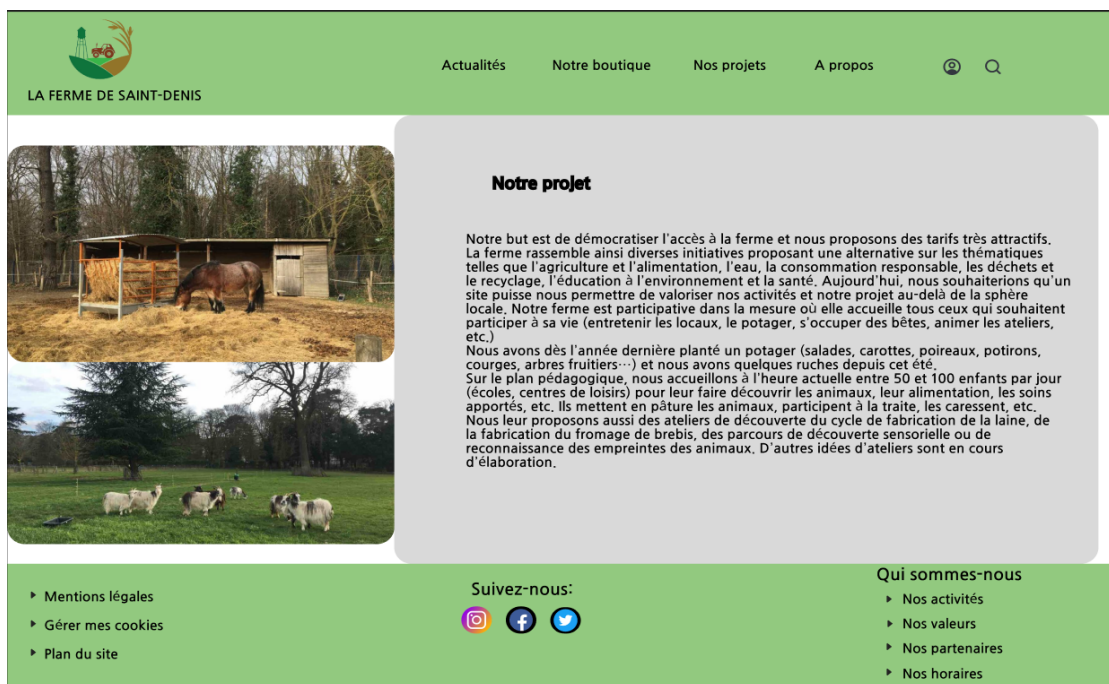 LA FERME DE SAINT-DENIS
Actualités
Notre boutique
Nos projets
A propos
Notre projet
Notre but est de démocratiser l'accès à la ferme et nous proposons des tarifs très attractifs.
La ferme rassemble ainsi diverses initiatives proposant une alternative sur les thématiques
telles que l'agriculture et l'alimentation, l'eau, la consommation responsable, les déchets et
le recyclage, l'éducation à l'environnement et la santé. Aujourd'hui, nous souhaiterions qu'un
site puisse nous permettre de valoriser nos activités et notre projet au-delà de la sphère
locale. Notre ferme est participative dans la mesure où elle accueille tous ceux qui souhaitent
participer à sa vie (entretenir les locaux, le potager, s'occuper des bêtes, animer les ateliers,
etc.)
Nous avons dès l'année dernière planté un potager (salades, carottes, poireaux, potirons,
courges, arbres fruitiers…) et nous avons quelques ruches depuis cet été.
Sur le plan pédagogique, nous accueillons à l'heure actuelle entre 50 et 100 enfants par jour
(écoles, centres de loisirs) pour leur faire découvrir les animaux, leur alimentation, les soins
apportés, etc. Ils mettent en pâture les animaux, participent à la traite, les caressent, etc.
Nous leur proposons aussi des ateliers de découverte du cycle de fabrication de la laine, de
la fabrication du fromage de brebis, des parcours de découverte sensorielle ou de
reconnaissance des empreintes des animaux. D'autres idées d'ateliers sont en cours
d'élaboration.
Mentions légales
Gérer mes cookies
Plan du site
Suivez-nous:
Qui sommes-nous
Nos activités
Nos valeurs
Nos partenaires
Nos horaires